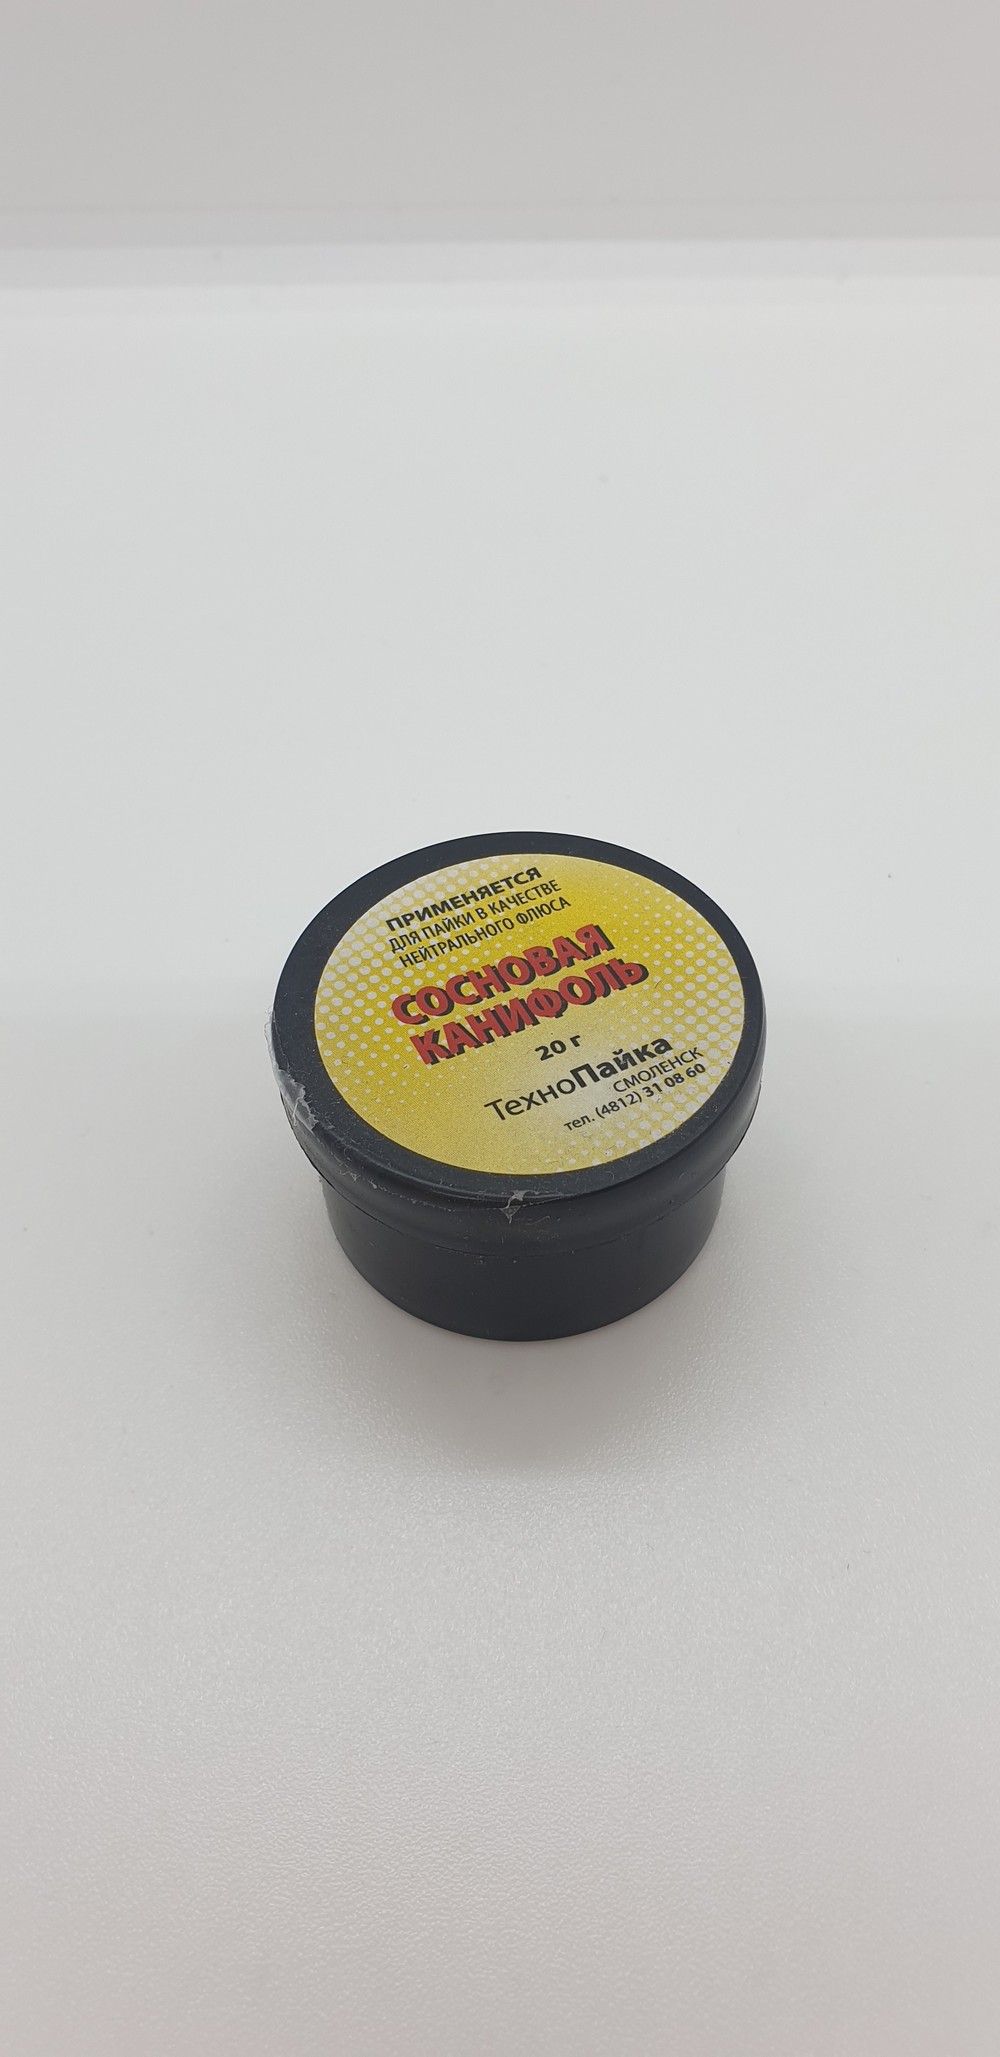 ПРИМЕНЯЕТСЯ
ДЛЯ ПАЙКИ В КАЧЕСТВЕ
НЕЙТРАЛЬНОГО ФЛЮСА
СОСНОВАЯ
КАНИФОЛЬ
20 г
ТехноПайка
СМОЛЕНСК
тел. (4812) 31 08 60